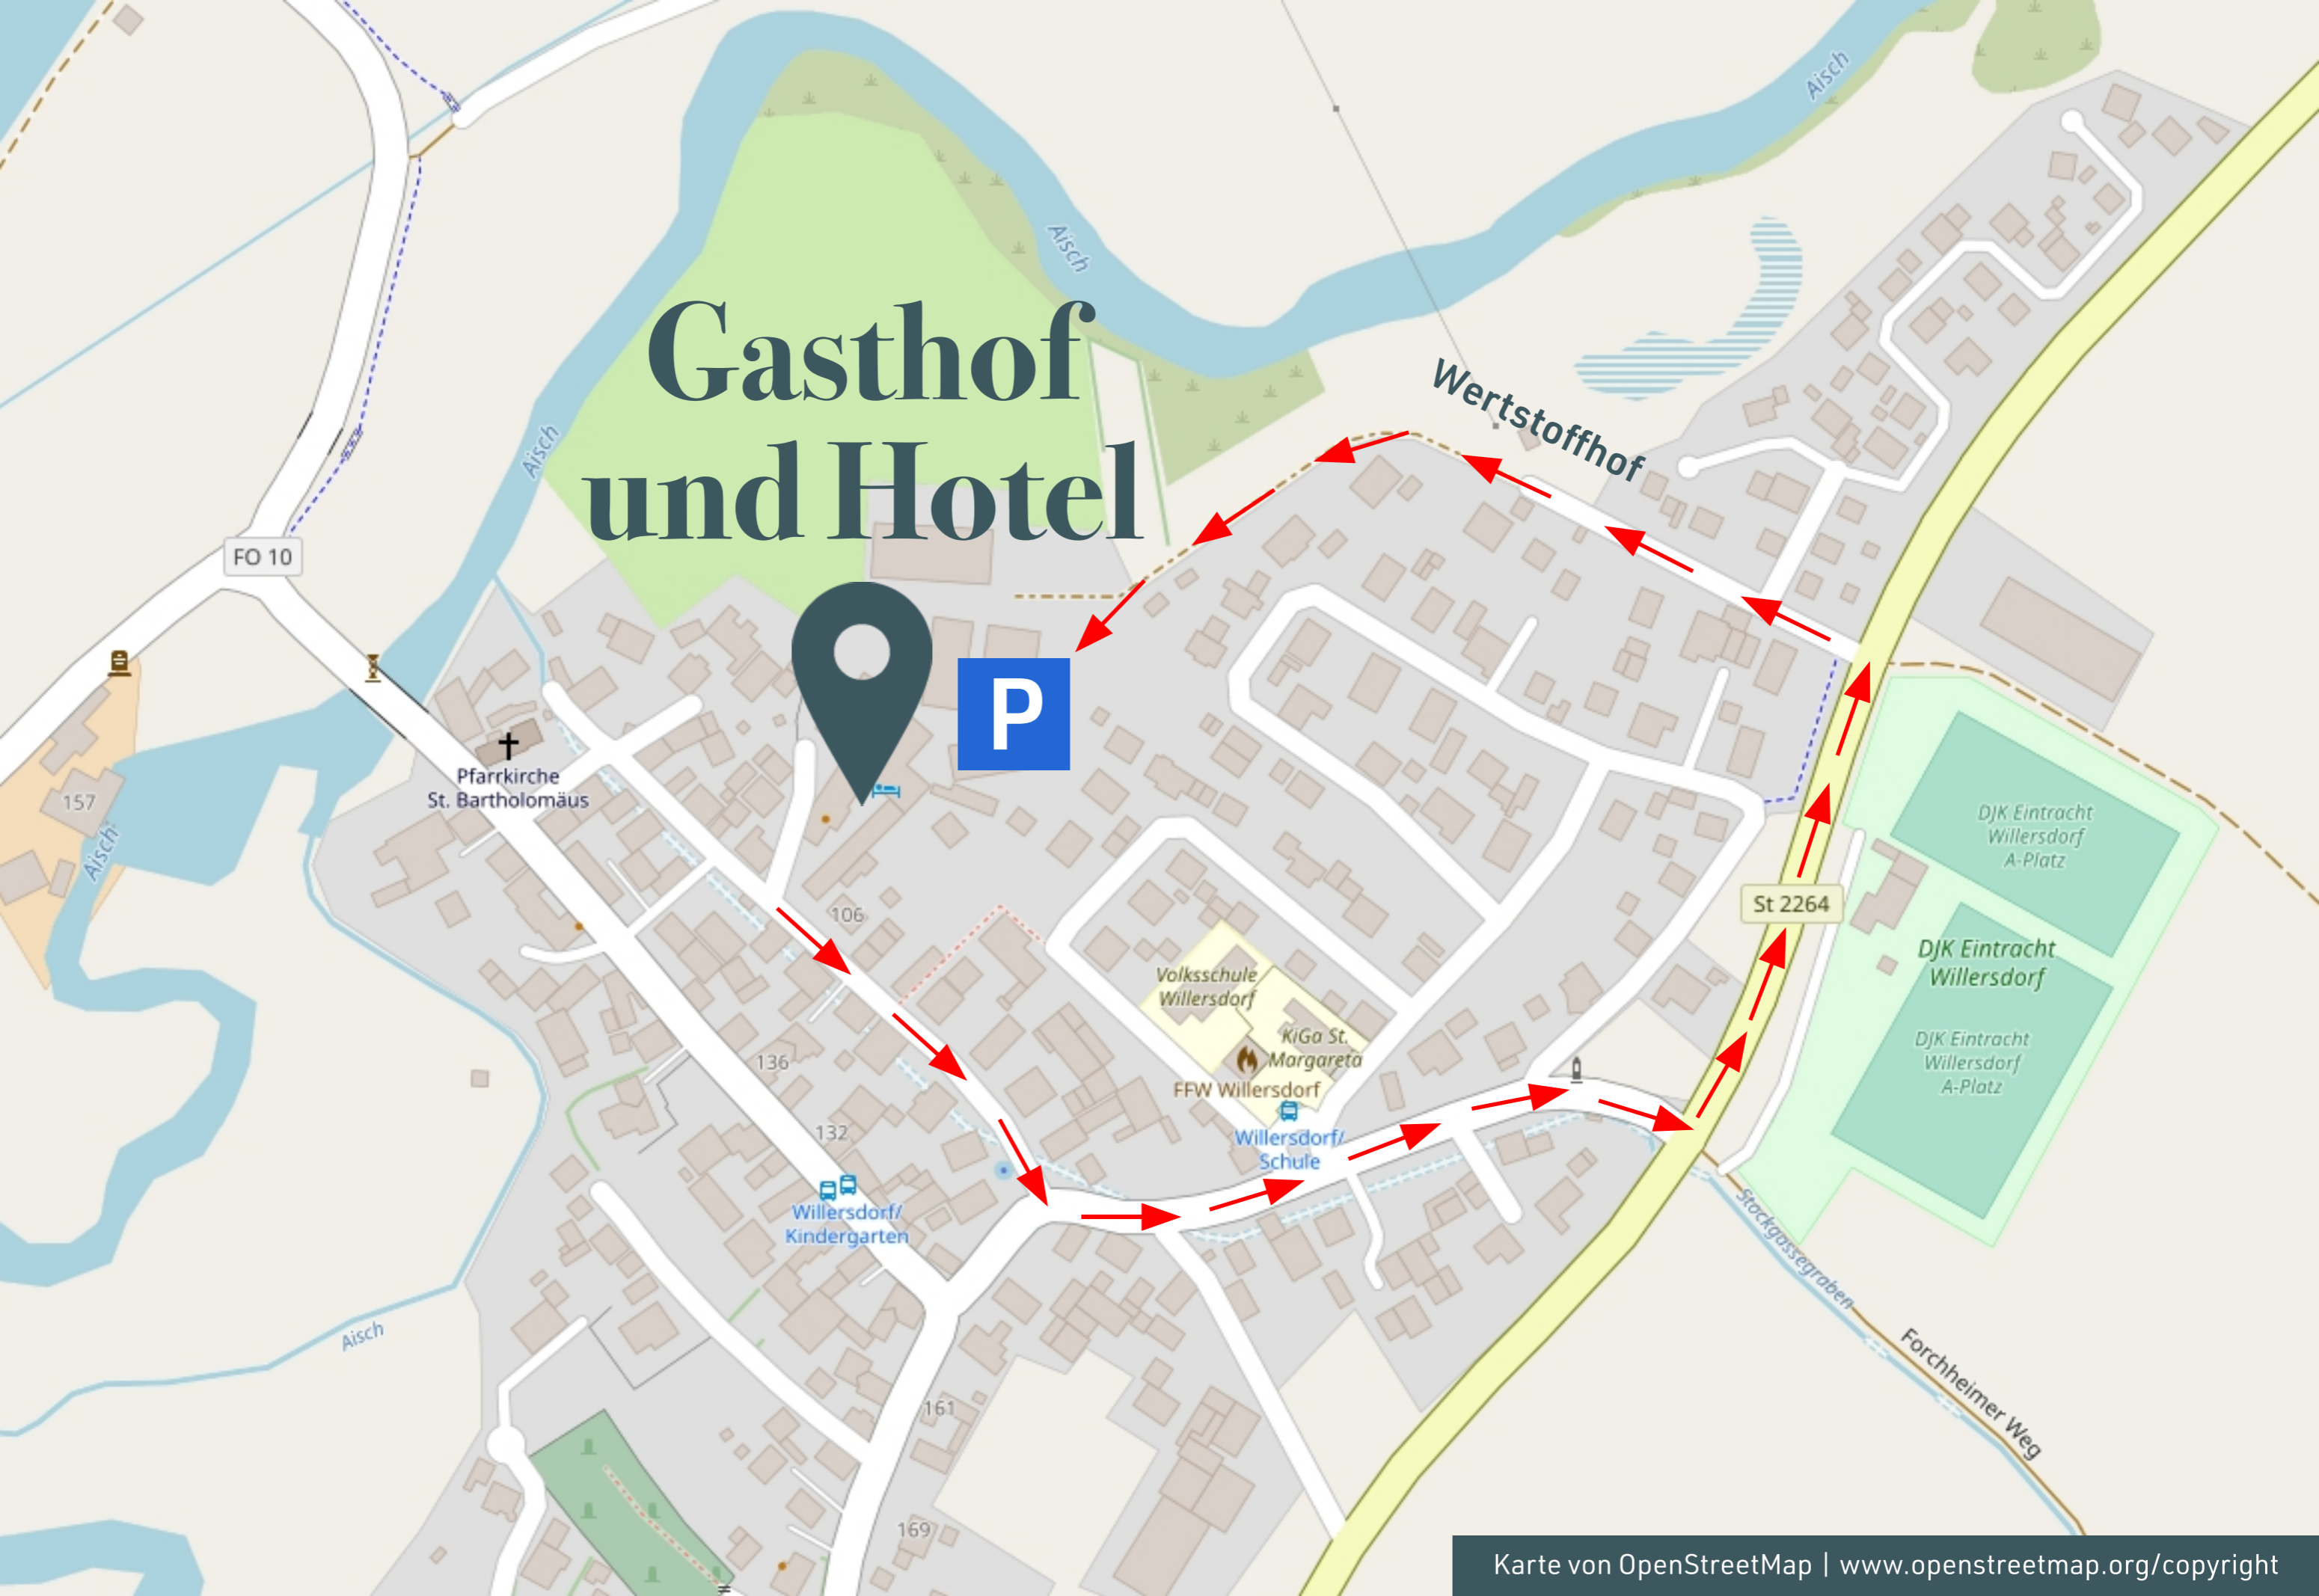 Aisch
Aisch
Gasthof
und Hotel
Wertstoffhof
Aisch
FO 10
P
Pfarrkirche
St. Bartholomäus
157
Aisch
DJK Eintracht
Willersdorf
A-Platz
St 2264
106
DJK Eintracht
Willersdorf
Volksschule
Willersdorf
KiGa St.
Margareta
FFW Willersdorf
DJK Eintracht
Willersdorf
A-Platz
136
132
Willersdorf/
Schule
Willersdorf/
Kindergarten
Stockgassegraben
Aisch
Forchheimer Weg
161
169
Karte von OpenStreetMap | www.openstreetmap.org/copyright